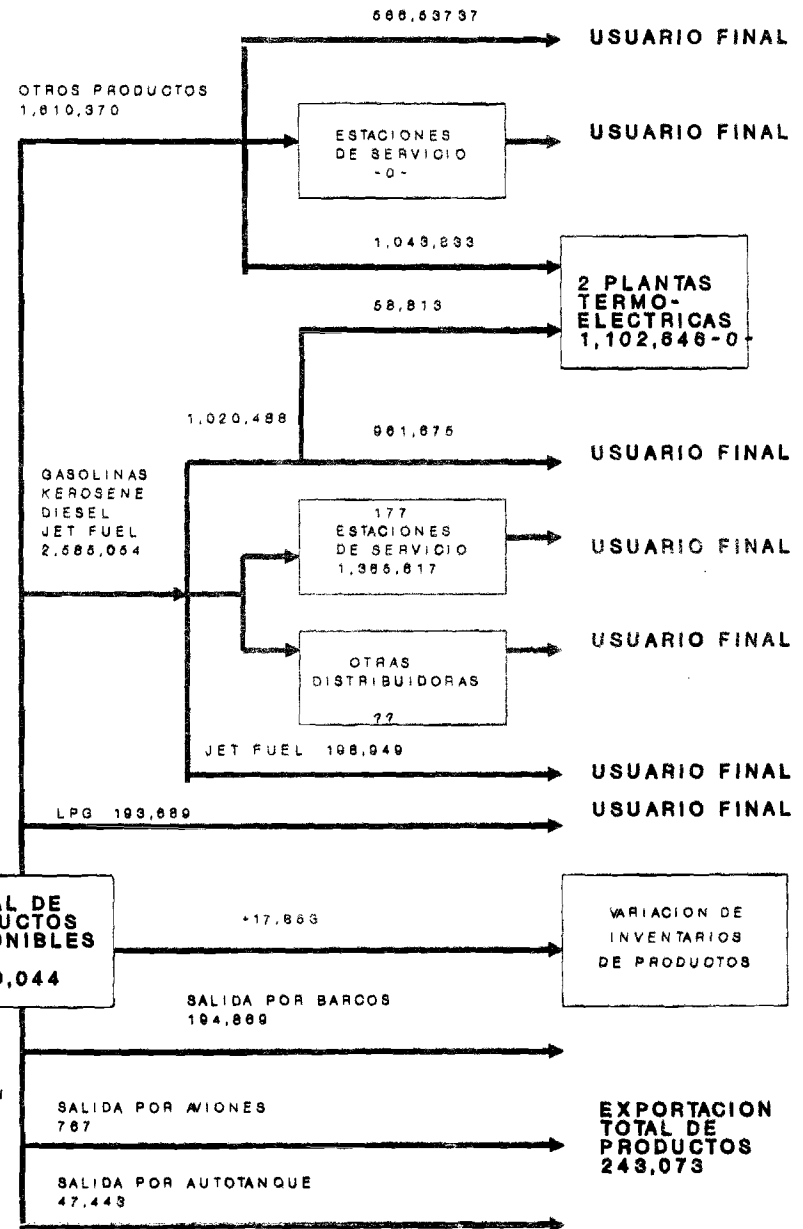 566,53737
USUARIO FINAL
OTROS PRODUCTOS
1,610,370
ESTACIONES
DE SERVICIO
-0-
USUARIO FINAL
1,043,833
2 PLANTAS
TERMO-
ELECTRICAS
1,102,646-0-
58,813
1,020,488
961,675
USUARIO FINAL
GASOLINAS
KEROSENE
DIESEL
JET FUEL
2,585,054
177
ESTACIONES
DE SERVICIO
1,365,617
USUARIO FINAL
OTRAS
DISTRIBUIDORAS
??
USUARIO FINAL
JET FUEL 198,949
USUARIO FINAL
LPG 193,689
USUARIO FINAL
AL DE
UCTOS
ONIBLES
0,044
+17,853
VARIACION DE
INVENTARIOS
DE PRODUCTOS
SALIDA POR BARCOS
194,869
SALIDA POR AVIONES
767
EXPORTACION
TOTAL DE
PRODUCTOS
243,073
SALIDA POR AUTOTANQUE
47,443